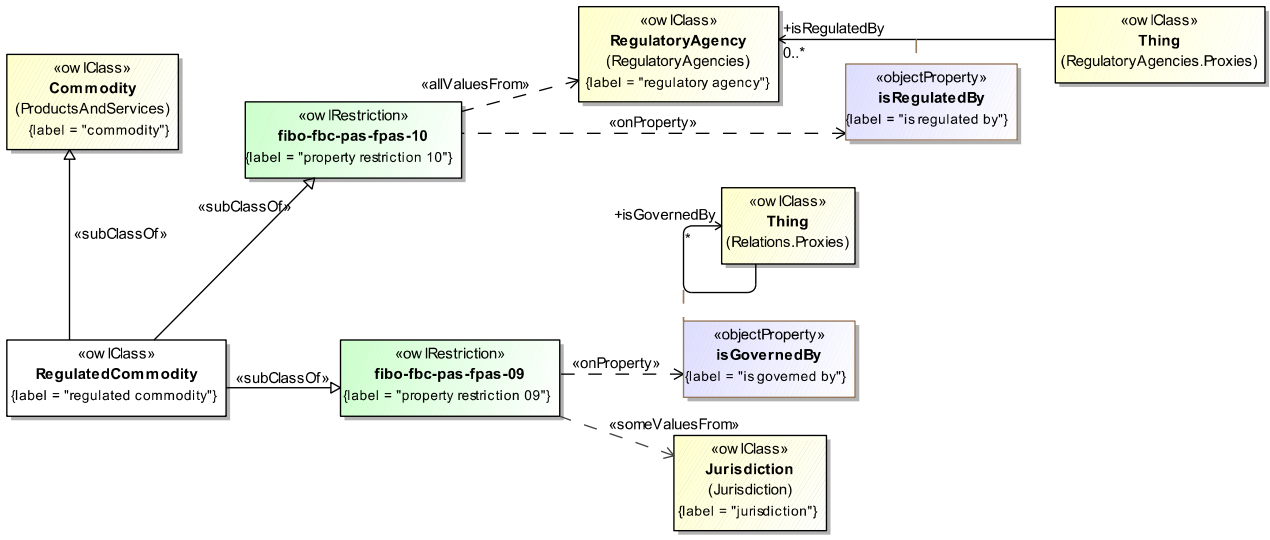 «owlClass»
Commodity
(ProductsAndServices)
{label = "commodity"}
«owlClass»
RegulatoryAgency
(RegulatoryAgencies)
{label = "regulatory agency"}
+isRegulatedBy
0..*
«owlClass»
Thing
(RegulatoryAgencies.Proxies)
«objectProperty»
isRegulatedBy
{label = "is regulated by"}
«allValuesFrom»
«owlRestriction»
fibo-fbc-pas-fpas-10
{label = "property restriction 10"}
«onProperty»
«subClassOf»
«subClassOf»
+isGovernedBy
*
«owlClass»
Thing
(Relations.Proxies)
«owlClass»
RegulatedCommodity
{label = "regulated commodity"}
«subClassOf»
«owlRestriction»
fibo-fbc-pas-fpas-09
{label = "property restriction 09"}
«onProperty»
«objectProperty»
isGovernedBy
{label = "is governed by"}
«someValuesFrom»
«owlClass»
Jurisdiction
(Jurisdiction)
{label = "jurisdiction"}